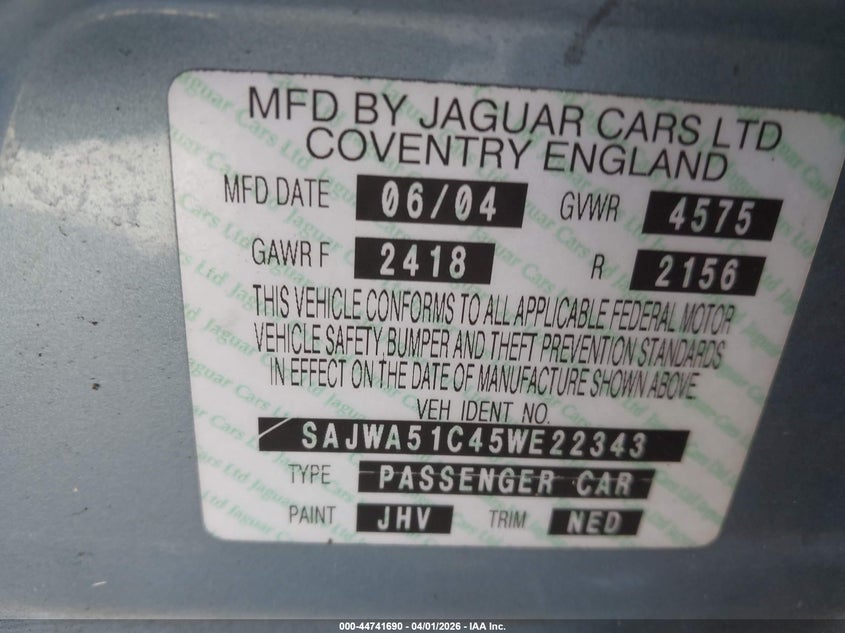 MFD BY JAGUAR CARS LTD
COVENTRY ENGLAND
MFD DATE 06/04 GVWR 4575
GAWR F 2418 R 2156
THIS VEHICLE CONFORMS TO ALL APPLICABLE FEDERAL MOTOR
VEHICLE SAFETY, BUMPER AND THEFT PREVENTION STANDARDS
IN EFFECT ON THE DATE OF MANUFACTURE SHOWN ABOVE
VEH IDENT NO.
SAJWA51C45WE22343
TYPE PASSENGER CAR
PAINT JHV TRIM NED
000-44741690 - 04/01/2026 - IAA Inc.